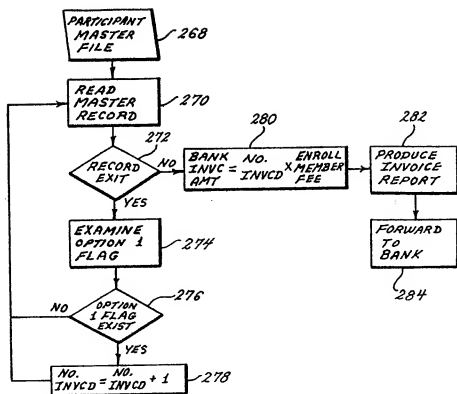 PARTICIPANT
MASTER
FILE
268
READ
MASTER
RECORD
270
272
RECORD
EXIT
NO
YES
280
BANK
INVC = NO. INVCD X ENROLL MEMBER FEE
AMT
282
PRODUCE
INVOICE
REPORT
FORWARD
TO
BANK
284
EXAMINE
OPTION 1
FLAG
274
276
OPTION
1 FLAG
EXIST
NO
YES
NO. INVCD = NO. INVCD + 1
278